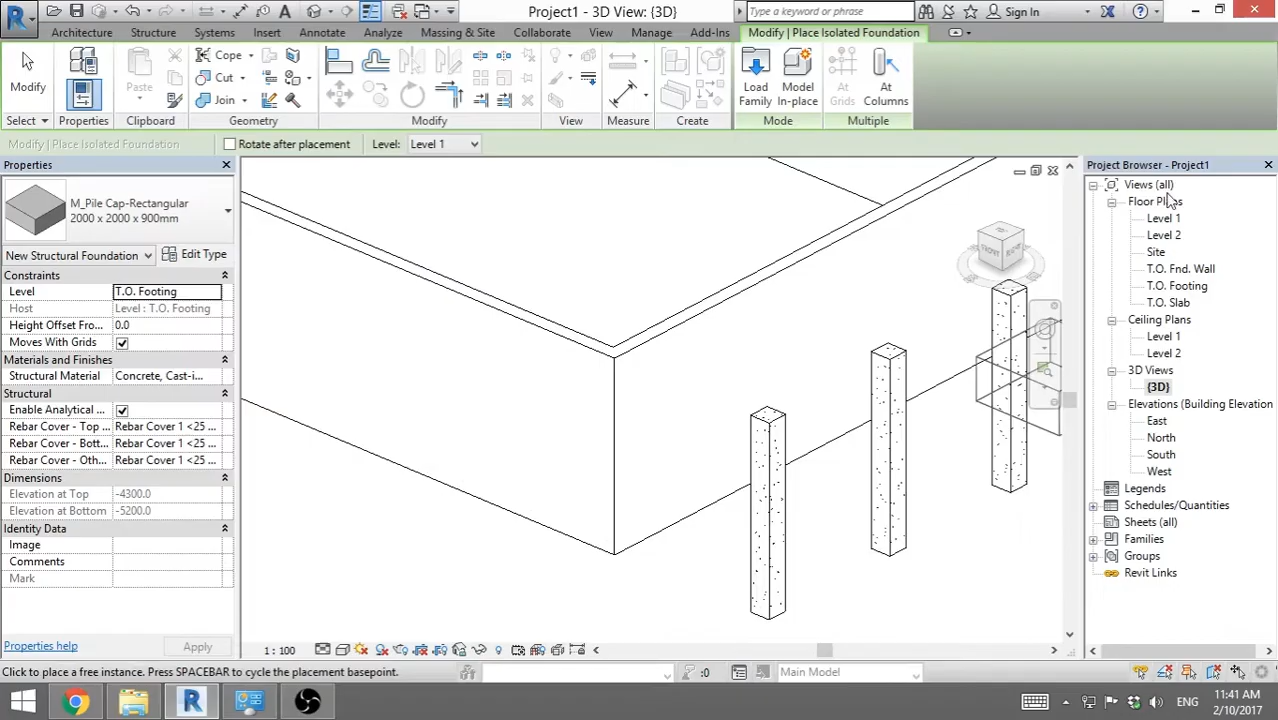 Project1 - 3D View: {3D}
Type a keyword or phrase
Sign In
Architecture
Structure
Systems
Insert
Annotate
Analyze
Massing & Site
Collaborate
View
Manage
Add-Ins
Modify | Place Isolated Foundation
Modify
Paste
Cope
Cut
Join
Load Family
Model In-place
At Grids
At Columns
Select
Properties
Clipboard
Geometry
Modify
View
Measure
Create
Mode
Multiple
Modify | Place Isolated Foundation
Rotate after placement
Level:
Level 1
Properties
M_Pile Cap-Rectangular
2000 x 2000 x 900mm
New Structural Foundation
Edit Type
Constraints
Level
T.O. Footing
Host
Level : T.O. Footing
Height Offset Fro...
0.0
Moves With Grids
Materials and Finishes
Structural Material
Concrete, Cast-i...
Structural
Enable Analytical ...
Rebar Cover - Top ...
Rebar Cover 1 <25 ...
Rebar Cover - Bott...
Rebar Cover 1 <25 ...
Rebar Cover - Oth...
Rebar Cover 1 <25 ...
Dimensions
Elevation at Top
-4300.0
Elevation at Bottom
-5200.0
Identity Data
Image
Comments
Mark
Properties help
Apply
FRONT
Project Browser - Project1
Views (all)
Floor Plans
Level 1
Level 2
Site
T.O. Fnd. Wall
T.O. Footing
T.O. Slab
Ceiling Plans
Level 1
Level 2
3D Views
{3D}
Elevations (Building Elevation
East
North
South
West
Legends
Schedules/Quantities
Sheets (all)
Families
Groups
Revit Links
1 : 100
Click to place a free instance. Press SPACEBAR to cycle the placement basepoint.
:0
Main Model
ENG
11:41 AM
2/10/2017